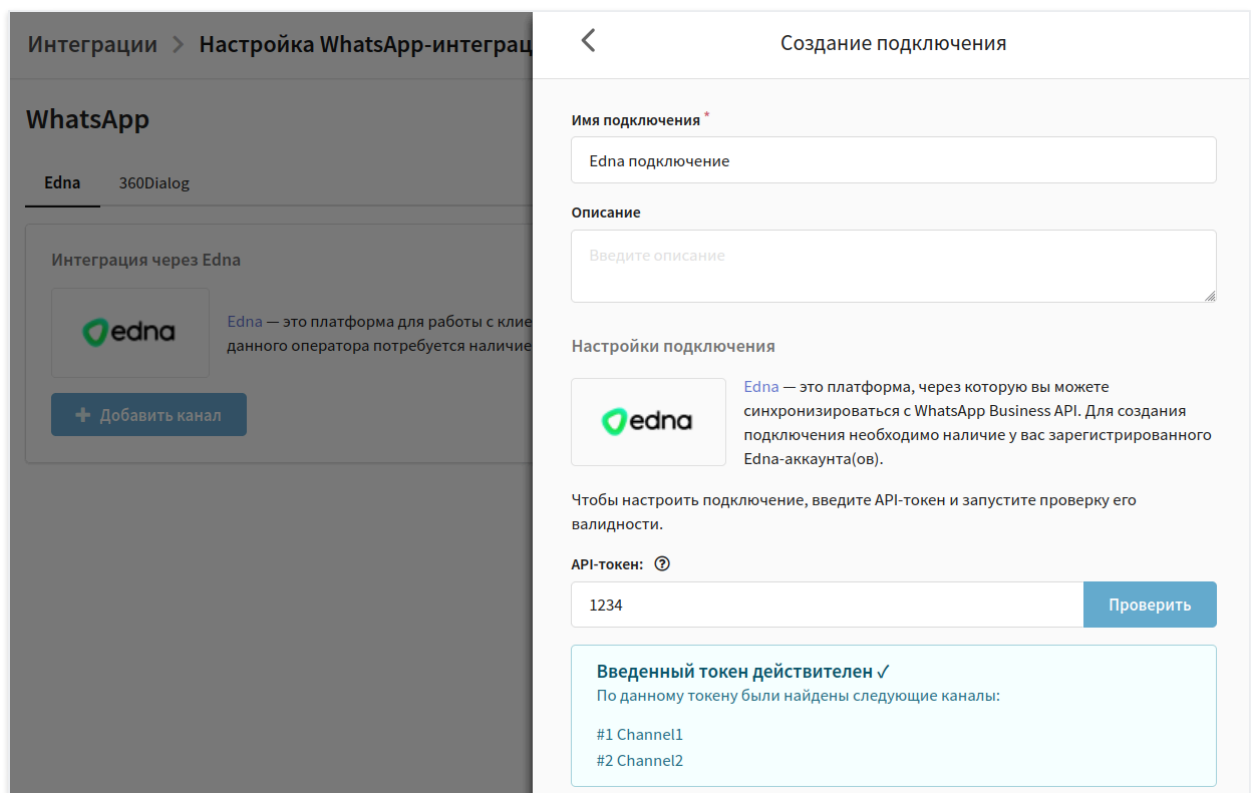 Интеграции > Настройка WhatsApp-интеграц
WhatsApp
Edna 360Dialog
Интеграция через Edna
edna
Edna — это платформа для работы с клие
данного оператора потребуется наличие
+ Добавить канал
Создание подключения
Имя подключения *
Edna подключение
Описание
Введите описание
Настройки подключения
edna
Edna — это платформа, через которую вы можете
синхронизироваться с WhatsApp Business API. Для создания
подключения необходимо наличие у вас зарегистрированного
Edna-аккаунта(ов).
Чтобы настроить подключение, введите API-токен и запустите проверку его
валидности.
API-токен: ?
1234 Проверить
Введенный токен действителен ✓
По данному токену были найдены следующие каналы:
#1 Channel1
#2 Channel2